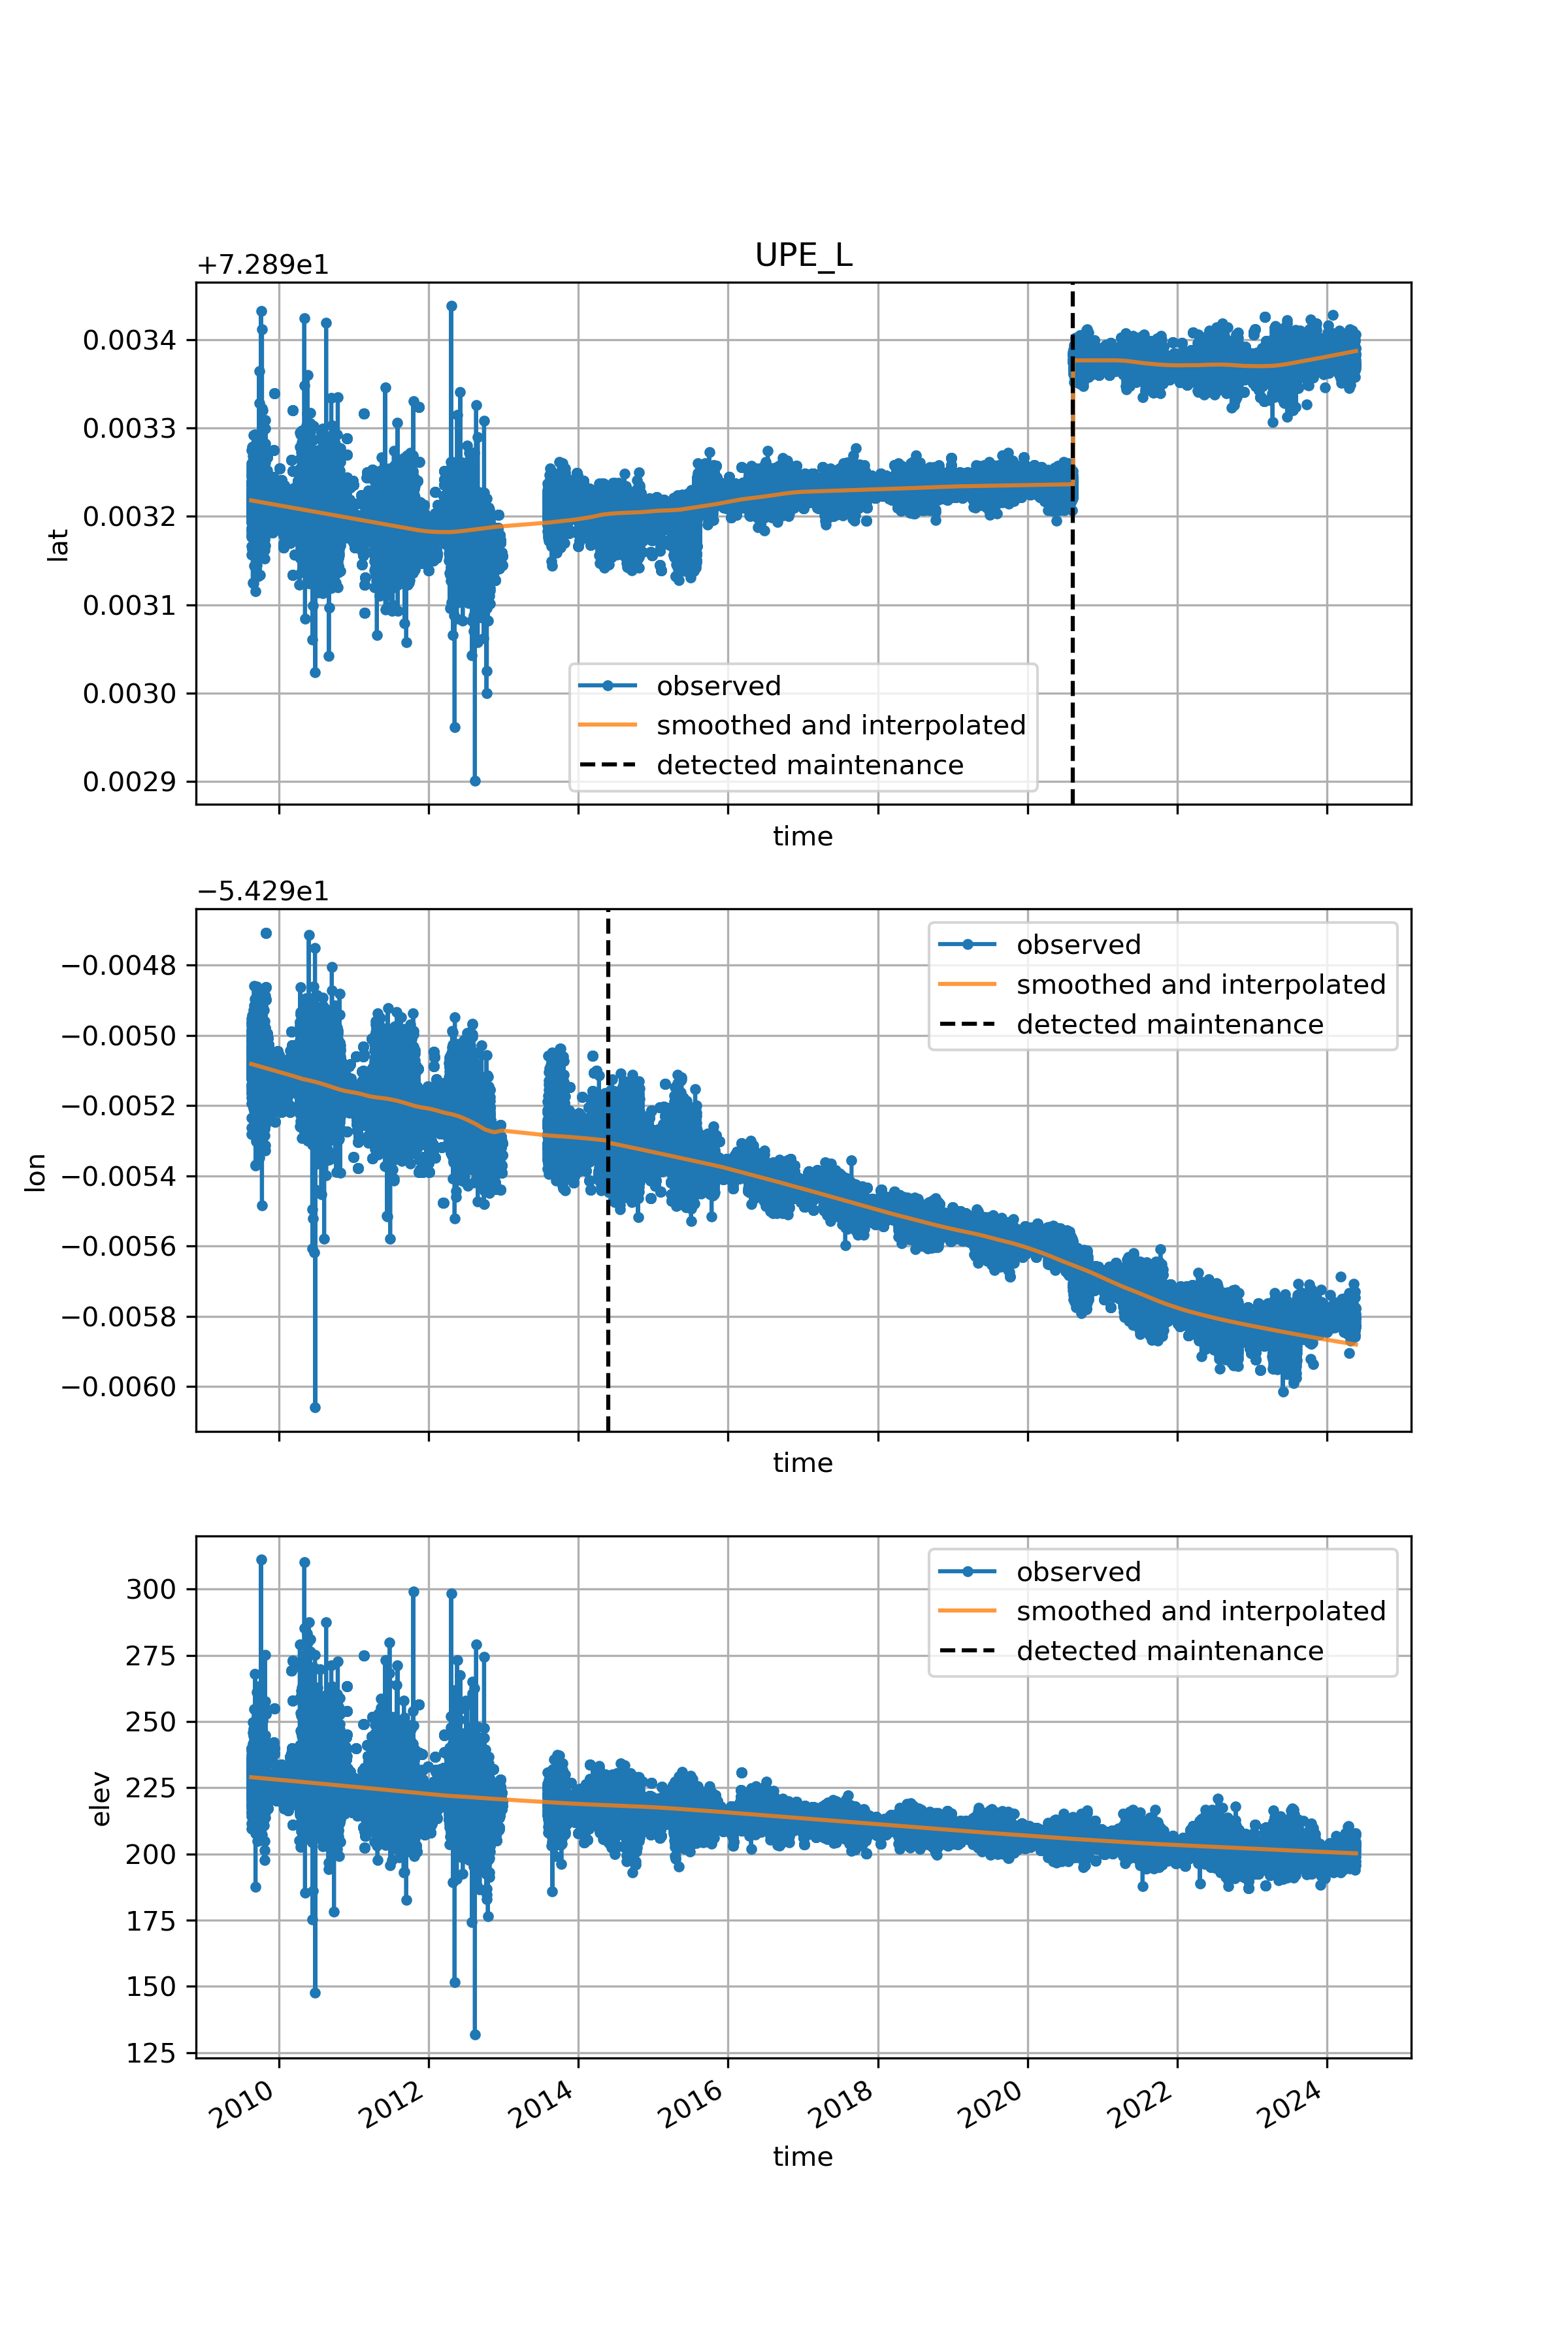 UPE_L
+7.289e1
0.0034
0.0033
0.0032
0.0031
0.0030
0.0029
lat
observed
smoothed and interpolated
detected maintenance
time
−5.429e1
−0.0048
−0.0050
−0.0052
−0.0054
−0.0056
−0.0058
−0.0060
lon
observed
smoothed and interpolated
detected maintenance
time
300
275
250
225
200
175
150
125
elev
observed
smoothed and interpolated
detected maintenance
2010 2012 2014 2016 2018 2020 2022 2024
time